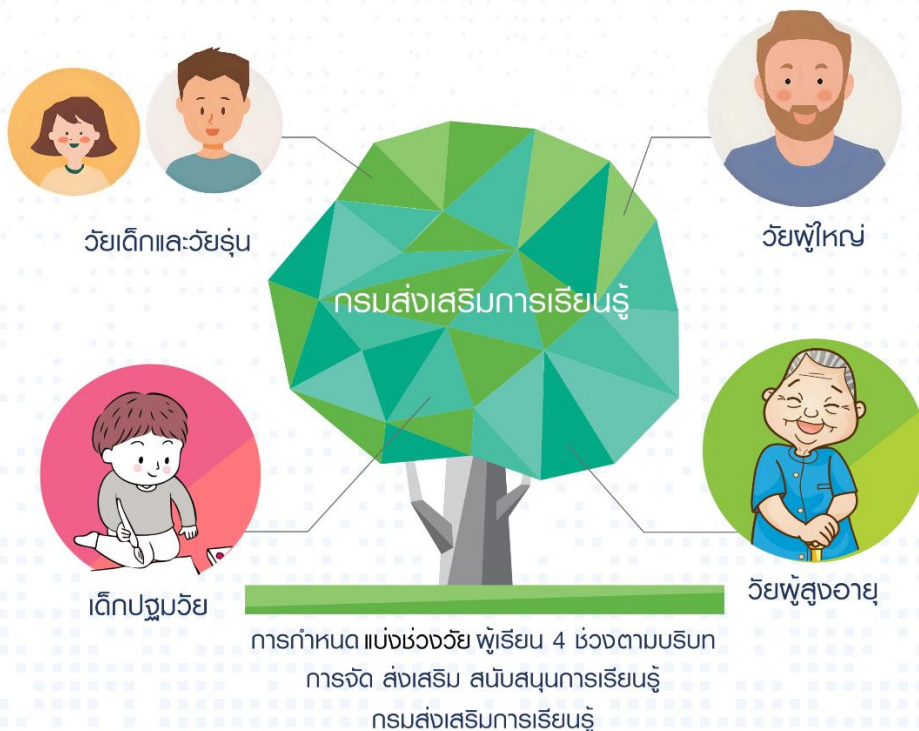 วัยเด็กและวัยรุ่น
วัยผู้ใหญ่
กรมส่งเสริมการเรียนรู้
เด็กปฐมวัย
วัยผู้สูงอายุ
การกำหนด แบ่งช่วงวัย ผู้เรียน 4 ช่วงตามบริบท
การจัด ส่งเสริม สนับสนุนการเรียนรู้
กรมส่งเสริมการเรียนรู้